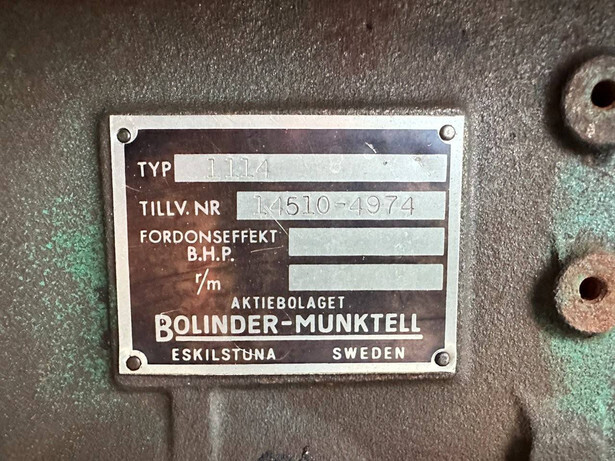 TYP 1114 B
TILLV. NR 14510-4974
FORDONSEFFEKT
B.H.P.
r/m
AKTIEBOLAGET
BOLINDER-MUNKTELL
ESKILSTUNA SWEDEN